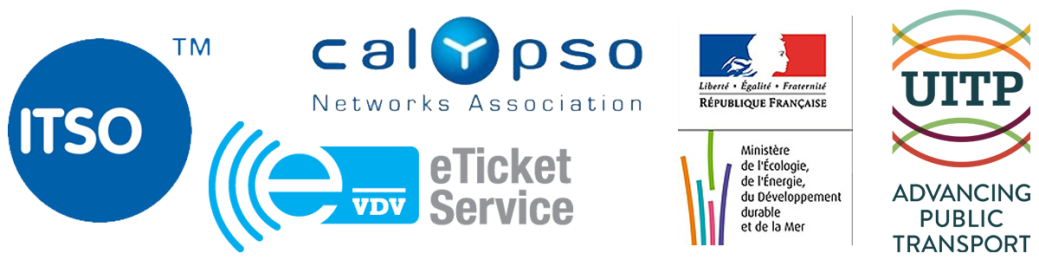 ITSO
TM
calypso
Networks Association
e
VDV
eTicket
Service
Liberté • Égalité • Fraternité
RÉPUBLIQUE FRANÇAISE
Ministère
de l'Écologie,
de l'Énergie,
du Développement
durable
et de la Mer
UITP
ADVANCING
PUBLIC
TRANSPORT